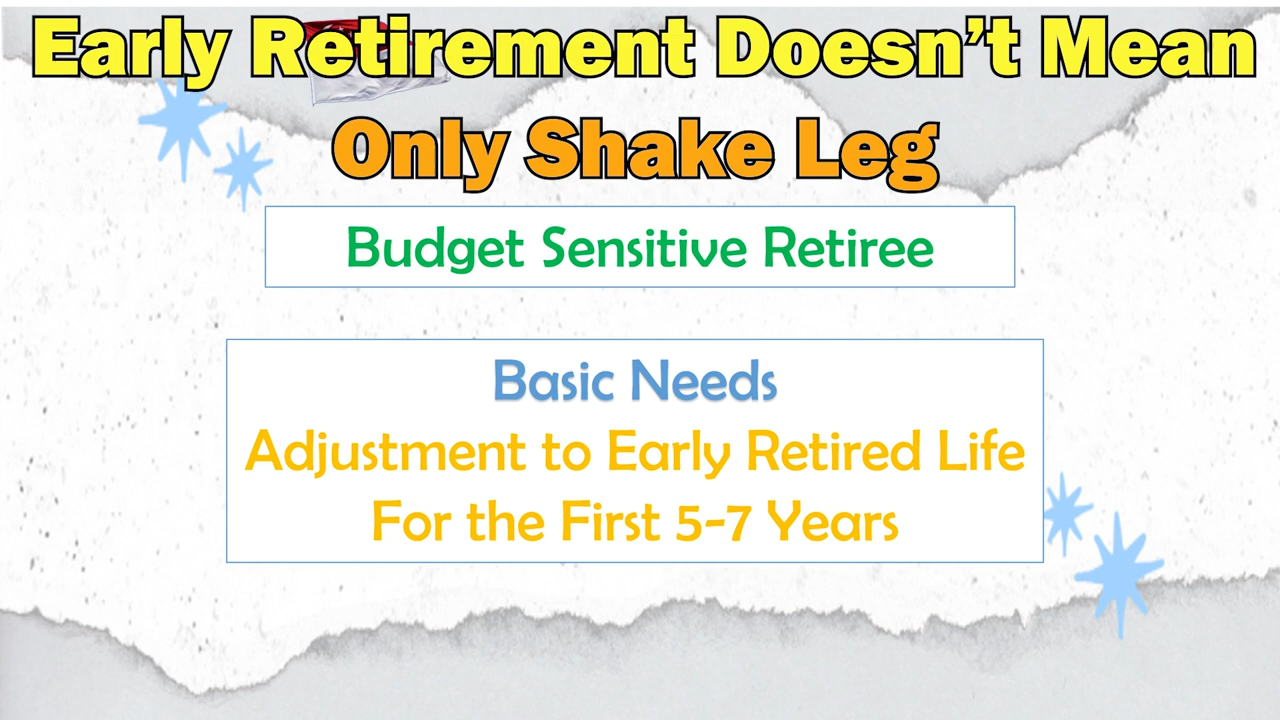 Early Retirement Doesn’t Mean
Only Shake Leg
Budget Sensitive Retiree
Basic Needs
Adjustment to Early Retired Life
For the First 5-7 Years